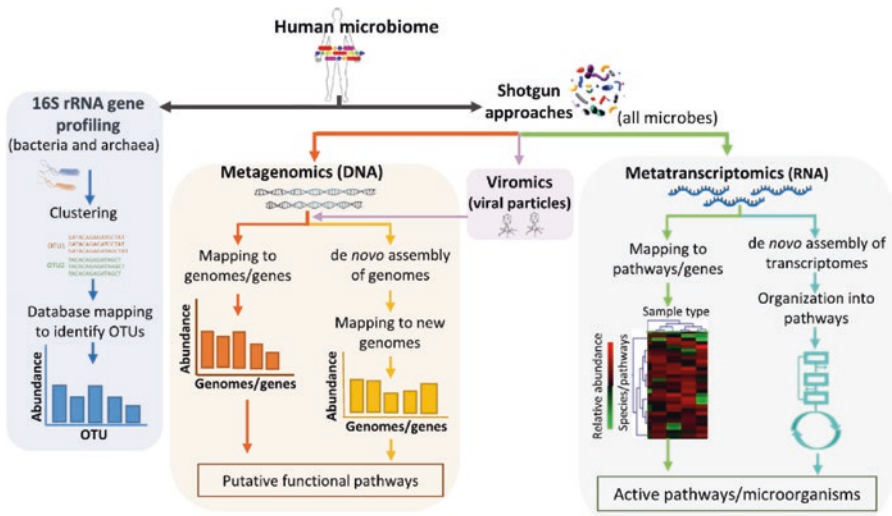 Human microbiome
16S rRNA gene
profiling
(bacteria and archaea)
Clustering
OTU1
OTU2
Database mapping
to identify OTUs
Abundance
OTU
Shotgun
approaches
(all microbes)
Metagenomics (DNA)
Mapping to
genomes/genes
Abundance
Genomes/genes
de novo assembly
of genomes
Mapping to new
genomes
Abundance
Genomes/genes
Putative functional pathways
Viromics
(viral particles)
Metatranscriptomics (RNA)
Mapping to
pathways/genes
Sample type
Relative abundance
Species/pathways
de novo assembly of
transcriptomes
Organization into
pathways
Active pathways/microorganisms